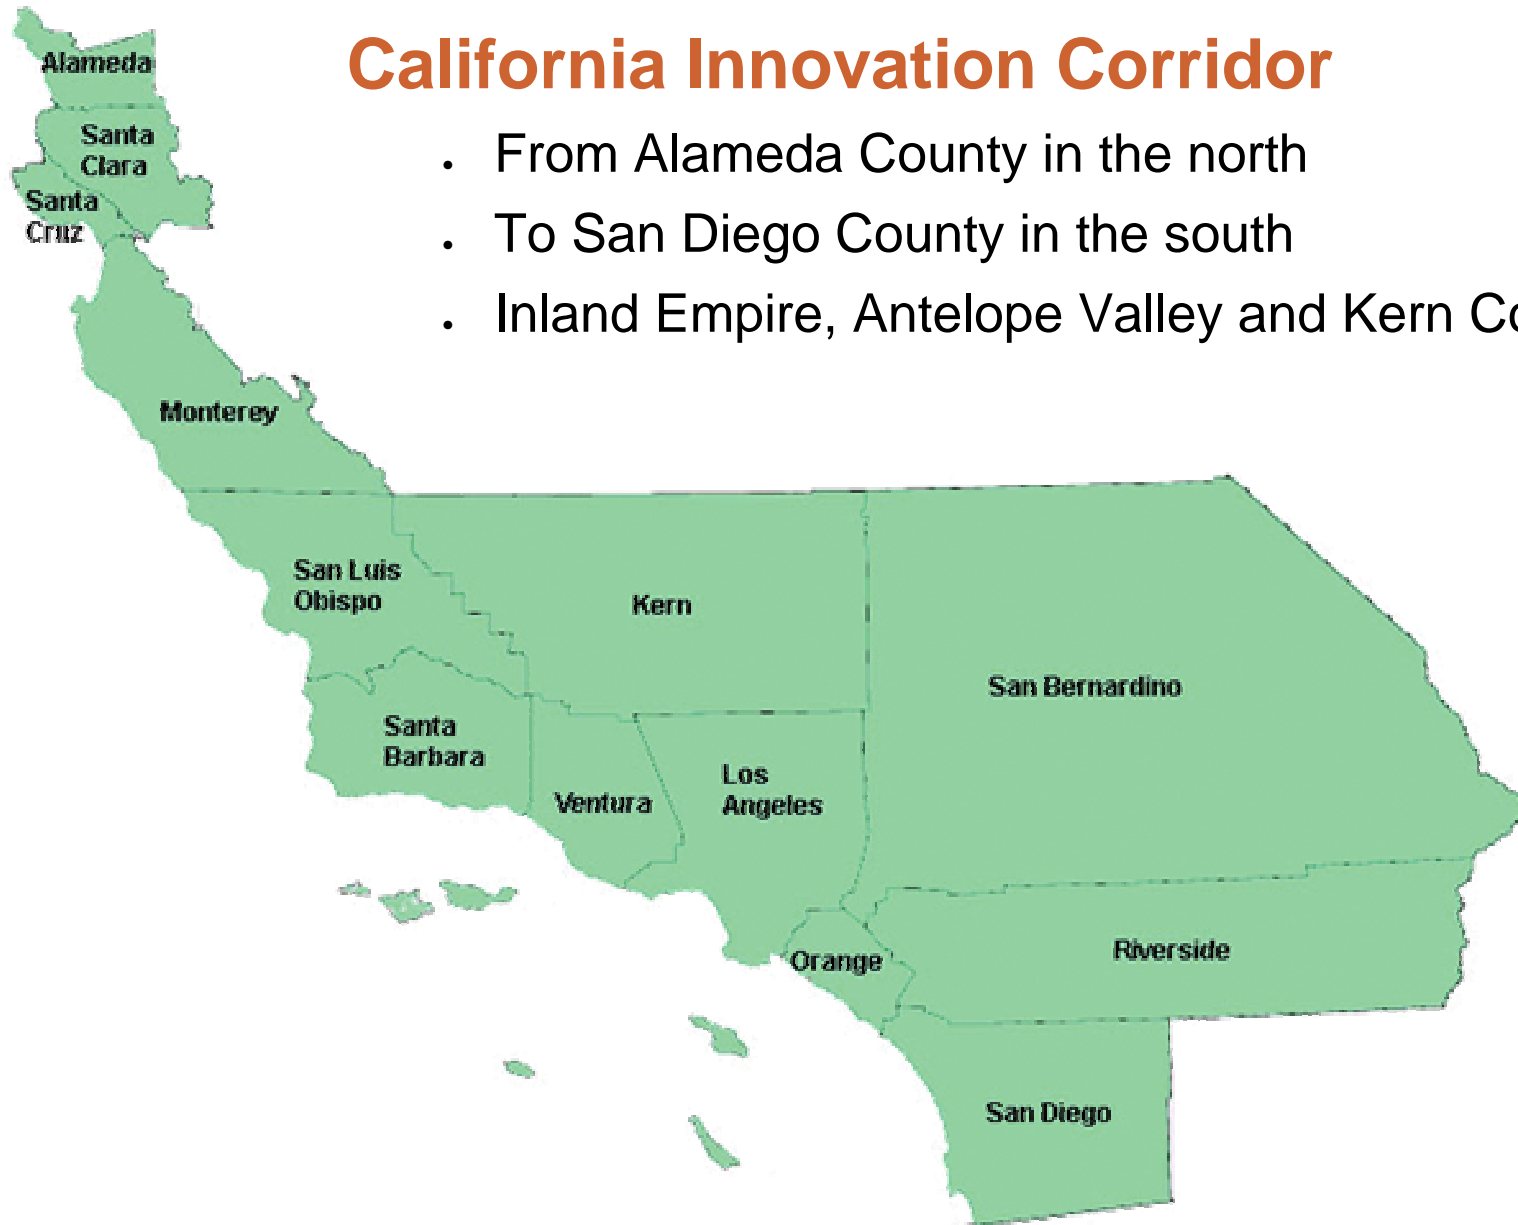 California Innovation Corridor
• From Alameda County in the north
• To San Diego County in the south
• Inland Empire, Antelope Valley and Kern Co
Alameda
Santa
Clara
Santa
Cruz
Monterey
San Luis
Obispo
Kern
San Bernardino
Santa
Barbara
Ventura
Los
Angeles
Orange
Riverside
San Diego